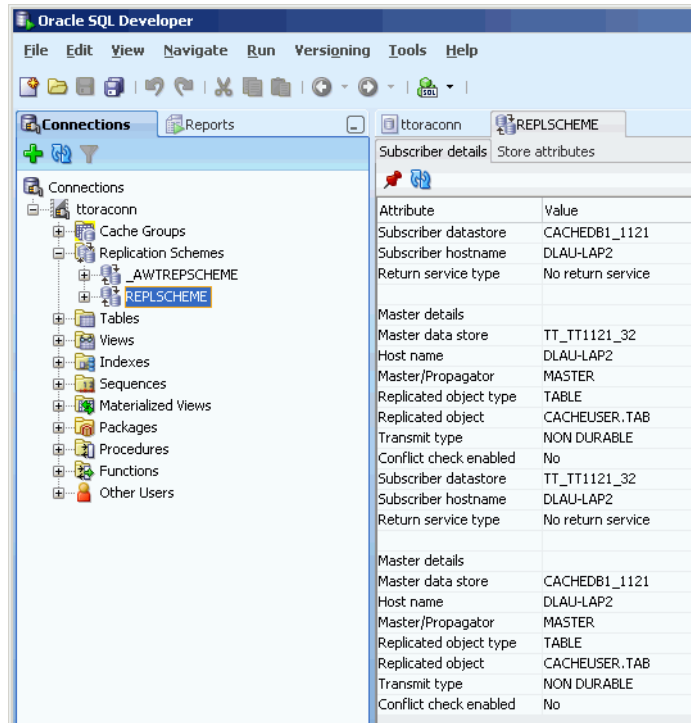 Oracle SQL Developer
File Edit View Navigate Run Versioning Tools Help
SQL
Connections Reports
ttoraconn REPLSCHEME
Subscriber details Store attributes
Connections
ttoraconn
Cache Groups
Replication Schemes
_AWTREPSCHEME
REPLSCHEME
Tables
Views
Indexes
Sequences
Materialized Views
Packages
Procedures
Functions
Other Users
Attribute Value
Subscriber datastore CACHEDB1_1121
Subscriber hostname DLAU-LAP2
Return service type No return service
Master details
Master data store TT_TT1121_32
Host name DLAU-LAP2
Master/Propagator MASTER
Replicated object type TABLE
Replicated object CACHEUSER.TAB
Transmit type NON DURABLE
Conflict check enabled No
Subscriber datastore TT_TT1121_32
Subscriber hostname DLAU-LAP2
Return service type No return service
Master details
Master data store CACHEDB1_1121
Host name DLAU-LAP2
Master/Propagator MASTER
Replicated object type TABLE
Replicated object CACHEUSER.TAB
Transmit type NON DURABLE
Conflict check enabled No